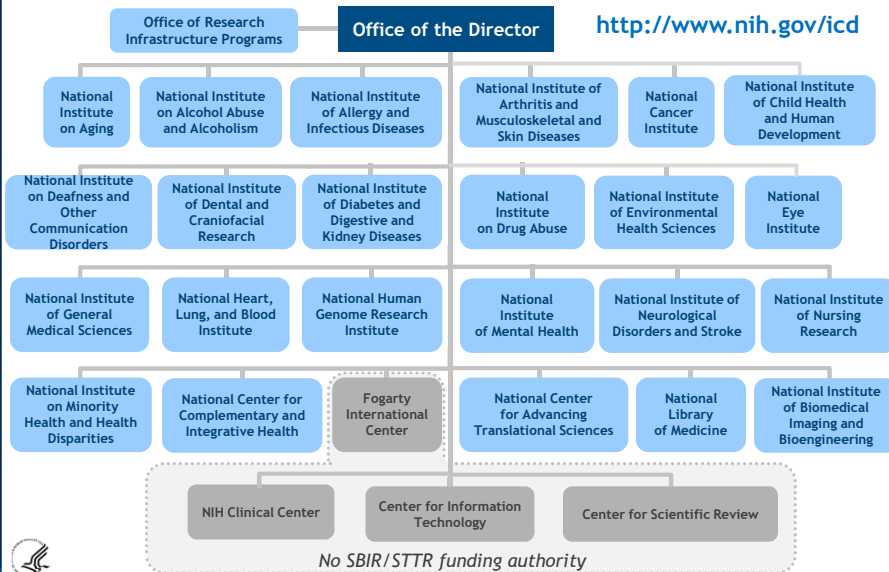 Office of Research
Infrastructure Programs
Office of the Director
http://www.nih.gov/icd
National
Institute
on Aging
National Institute
on Alcohol Abuse
and Alcoholism
National Institute
of Allergy and
Infectious Diseases
National Institute of
Arthritis and
Musculoskeletal and
Skin Diseases
National
Cancer
Institute
National Institute
of Child Health
and Human
Development
National Institute
on Deafness and
Other
Communication
Disorders
National Institute
of Dental and
Craniofacial
Research
National Institute
of Diabetes and
Digestive and
Kidney Diseases
National
Institute
on Drug Abuse
National Institute
of Environmental
Health Sciences
National
Eye
Institute
National Institute
of General
Medical Sciences
National Heart,
Lung, and Blood
Institute
National Human
Genome Research
Institute
National
Institute
of Mental Health
National Institute of
Neurological
Disorders and Stroke
National Institute
of Nursing
Research
National Institute
on Minority
Health and Health
Disparities
National Center for
Complementary and
Integrative Health
Fogarty
International
Center
National Center
for Advancing
Translational Sciences
National
Library
of Medicine
National Institute
of Biomedical
Imaging and
Bioengineering
NIH Clinical Center
Center for Information
Technology
Center for Scientific Review
No SBIR/STTR funding authority